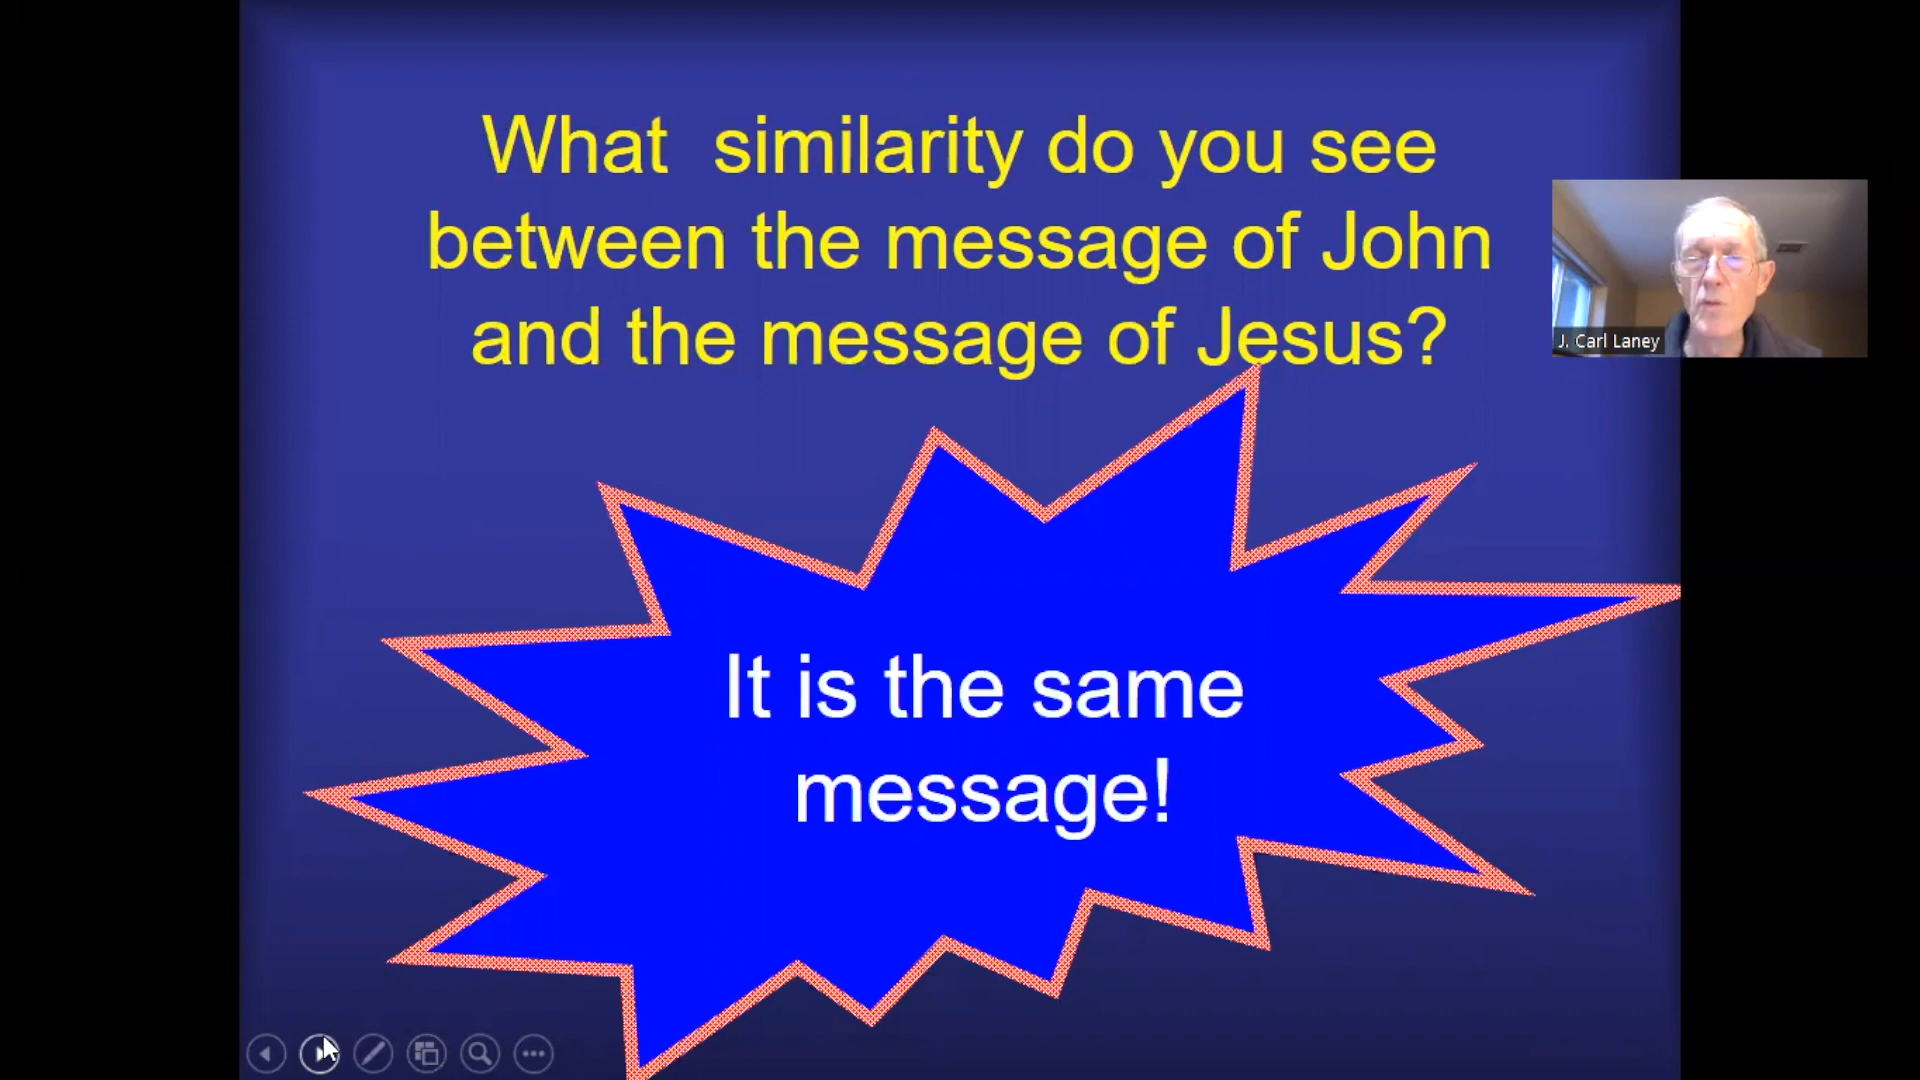 What  similarity do you see
between the message of John
and the message of Jesus?
J. Carl Laney
It is the same
message!